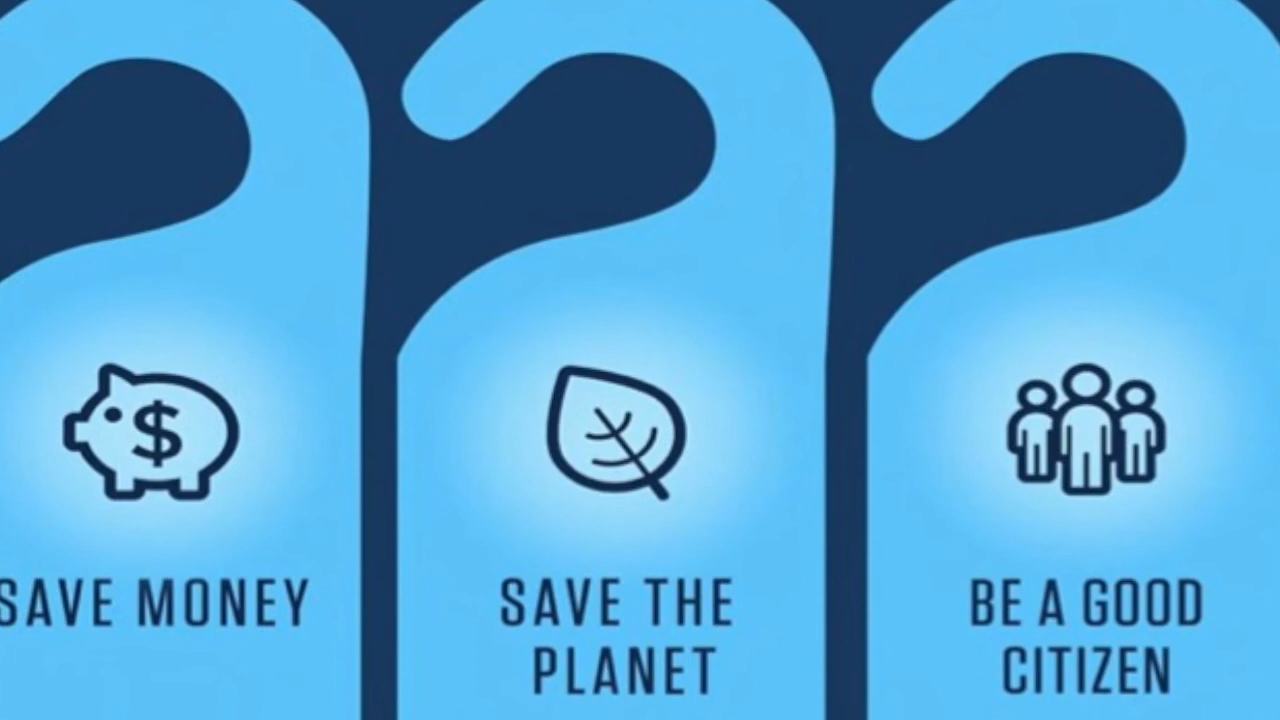 $
SAVE MONEY
SAVE THE
PLANET
BE A GOOD
CITIZEN